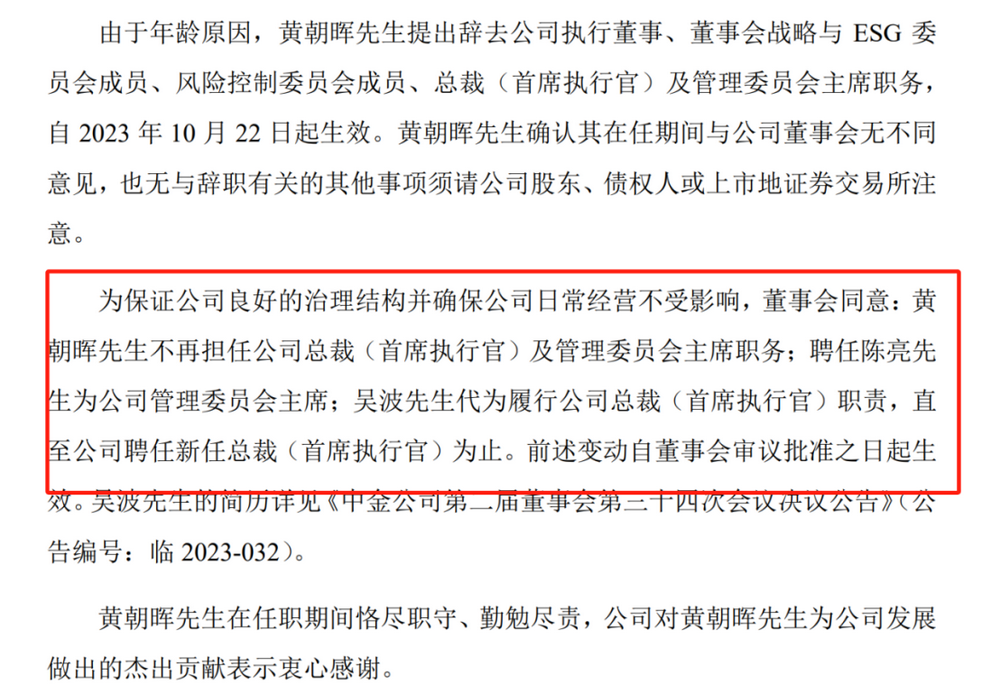 由于年龄原因，黄朝晖先生提出辞去公司执行董事、董事会战略与 ESG 委
员会成员、风险控制委员会成员、总裁（首席执行官）及管理委员会主席职务，
自 2023 年 10 月 22 日起生效。黄朝晖先生确认其在任期间与公司董事会无不同
意见，也无与辞职有关的其他事项须请公司股东、债权人或上市地证券交易所注
意。
为保证公司良好的治理结构并确保公司日常经营不受影响，董事会同意：黄
朝晖先生不再担任公司总裁（首席执行官）及管理委员会主席职务；聘任陈亮先
生为公司管理委员会主席；吴波先生代为履行公司总裁（首席执行官）职责，直
至公司聘任新任总裁（首席执行官）为止。前述变动自董事会审议批准之日起生
效。吴波先生的简历详见《中金公司第二届董事会第三十四次会议决议公告》（公
告编号：临 2023-032）。
黄朝晖先生在任职期间恪尽职守、勤勉尽责，公司对黄朝晖先生为公司发展
做出的杰出贡献表示衷心感谢。